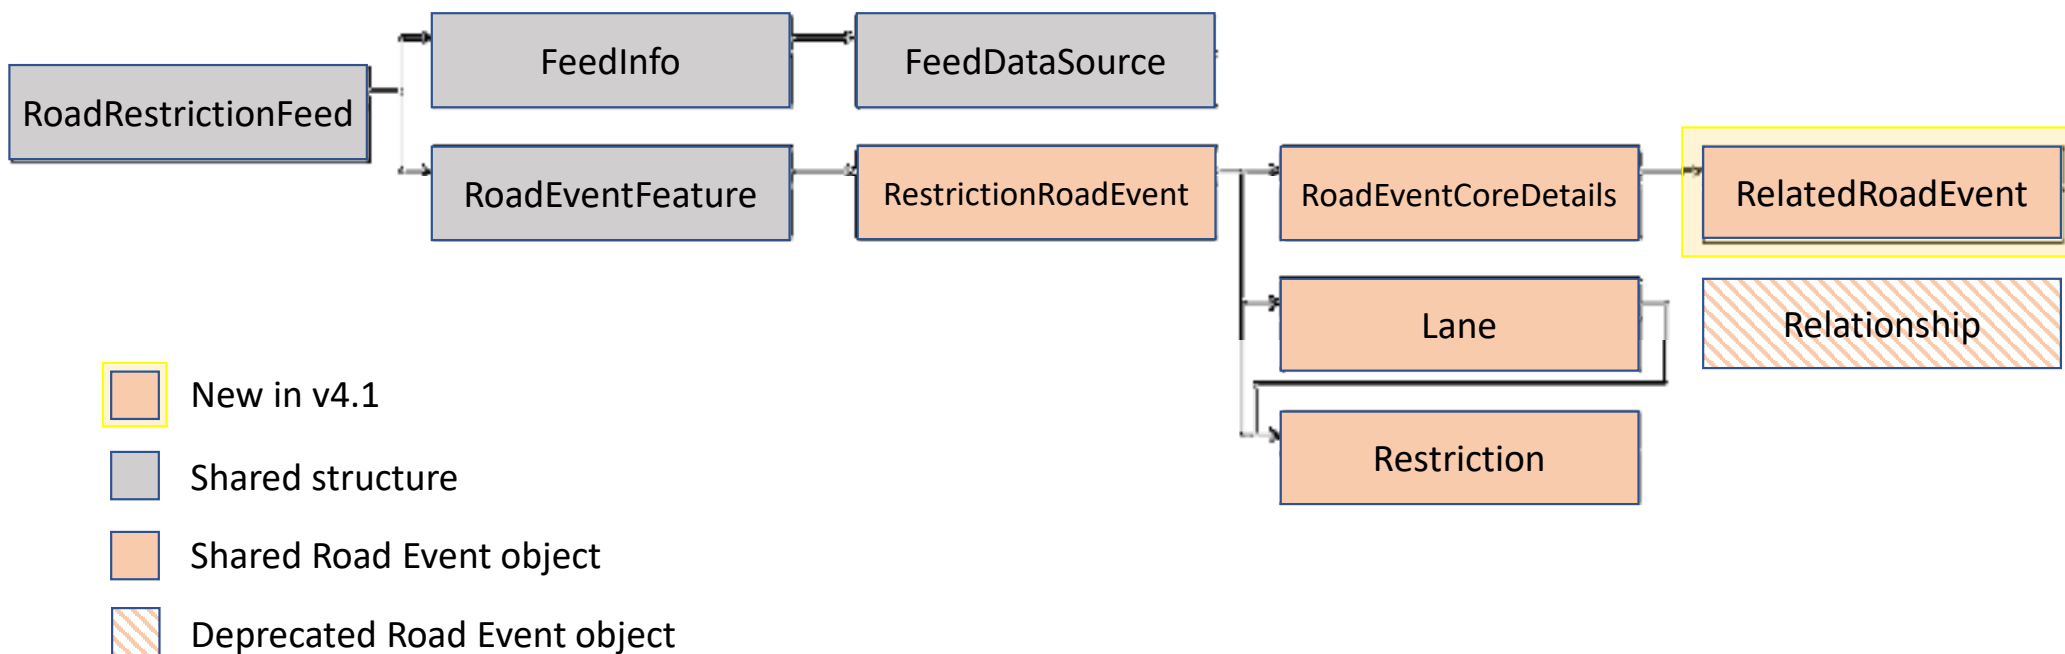 FeedInfo
FeedDataSource
RoadRestrictionFeed
RoadEventFeature
RestrictionRoadEvent
RoadEventCoreDetails
RelatedRoadEvent
Lane
Relationship
Restriction
New in v4.1
Shared structure
Shared Road Event object
Deprecated Road Event object